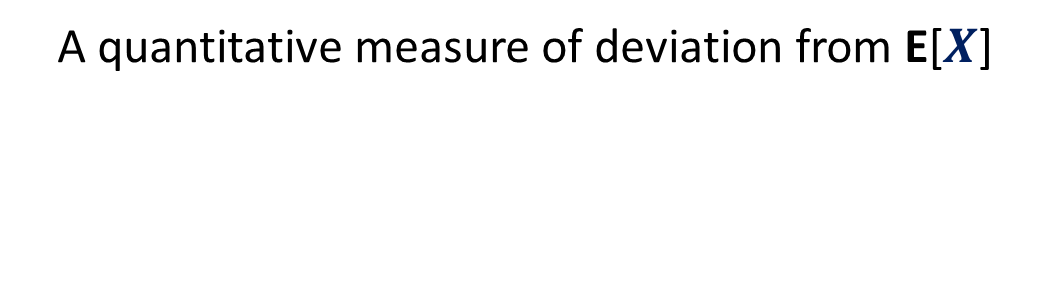 A quantitative measure of deviation from E[X]